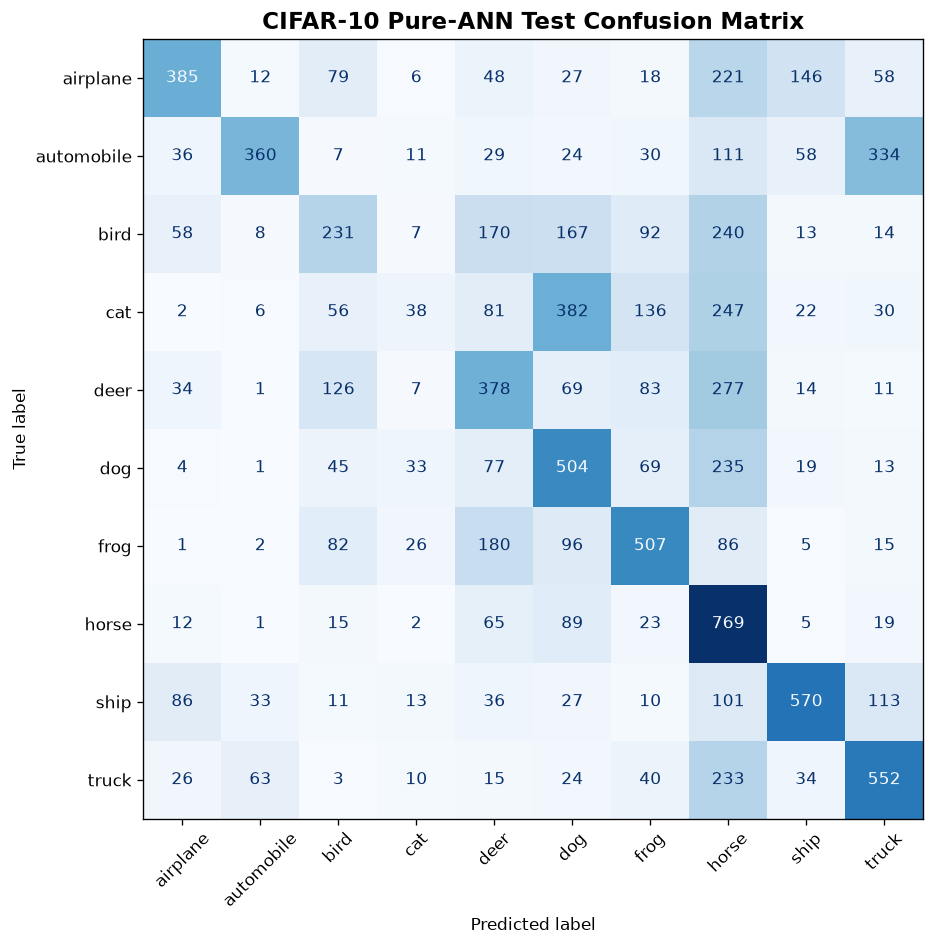 CIFAR-10 Pure-ANN Test Confusion Matrix
True label
airplane 385 12 79 6 48 27 18 221 146 58
automobile 36 360 7 11 29 24 30 111 58 334
bird 58 8 231 7 170 167 92 240 13 14
cat 2 6 56 38 81 382 136 247 22 30
deer 34 1 126 7 378 69 83 277 14 11
dog 4 1 45 33 77 504 69 235 19 13
frog 1 2 82 26 180 96 507 86 5 15
horse 12 1 15 2 65 89 23 769 5 19
ship 86 33 11 13 36 27 10 101 570 113
truck 26 63 3 10 15 24 40 233 34 552
airplane automobile bird cat deer dog frog horse ship truck
Predicted label